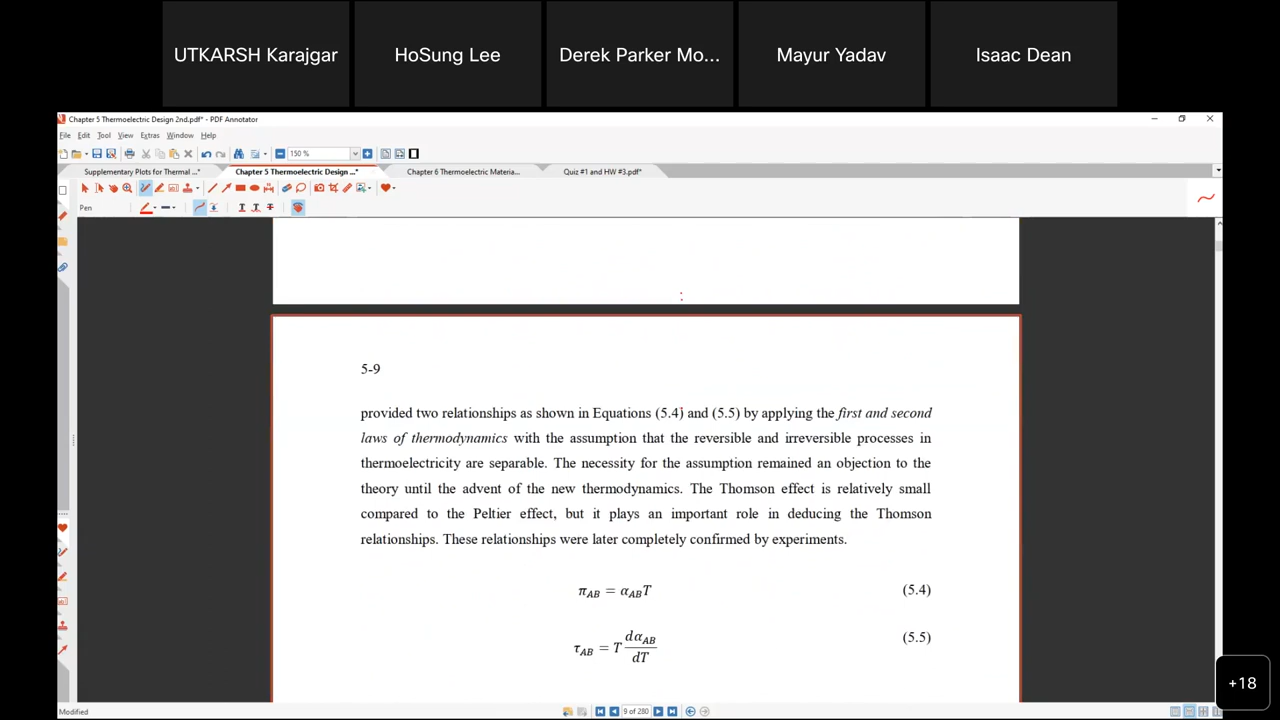 UTKARSH Karajgar
HoSung Lee
Derek Parker Mo...
Mayur Yadav
Isaac Dean
Chapter 5 Thermoelectric Design 2nd.pdf* - PDF Annotator
File Edit Tool View Extras Window Help
150 %
Supplementary Plots for Thermal ...*
Chapter 5 Thermoelectric Design ...*
Chapter 6 Thermoelectric Materia...
Quiz #1 and HW #3.pdf*
Pen
5-9
provided two relationships as shown in Equations (5.4) and (5.5) by applying the first and second
laws of thermodynamics with the assumption that the reversible and irreversible processes in
thermoelectricity are separable. The necessity for the assumption remained an objection to the
theory until the advent of the new thermodynamics. The Thomson effect is relatively small
compared to the Peltier effect, but it plays an important role in deducing the Thomson
relationships. These relationships were later completely confirmed by experiments.
π_AB = α_AB T (5.4)
τ_AB = T dα_AB/dT (5.5)
Modified
9 of 280
+18